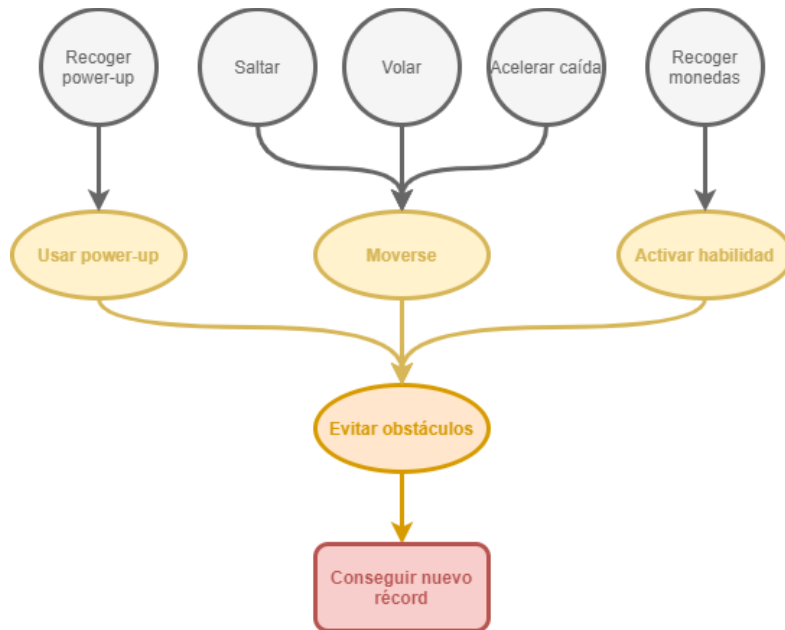 Recoger
power-up
Saltar
Volar
Acelerar caída
Recoger
monedas
Usar power-up
Moverse
Activar habilidad
Evitar obstáculos
Conseguir nuevo
récord